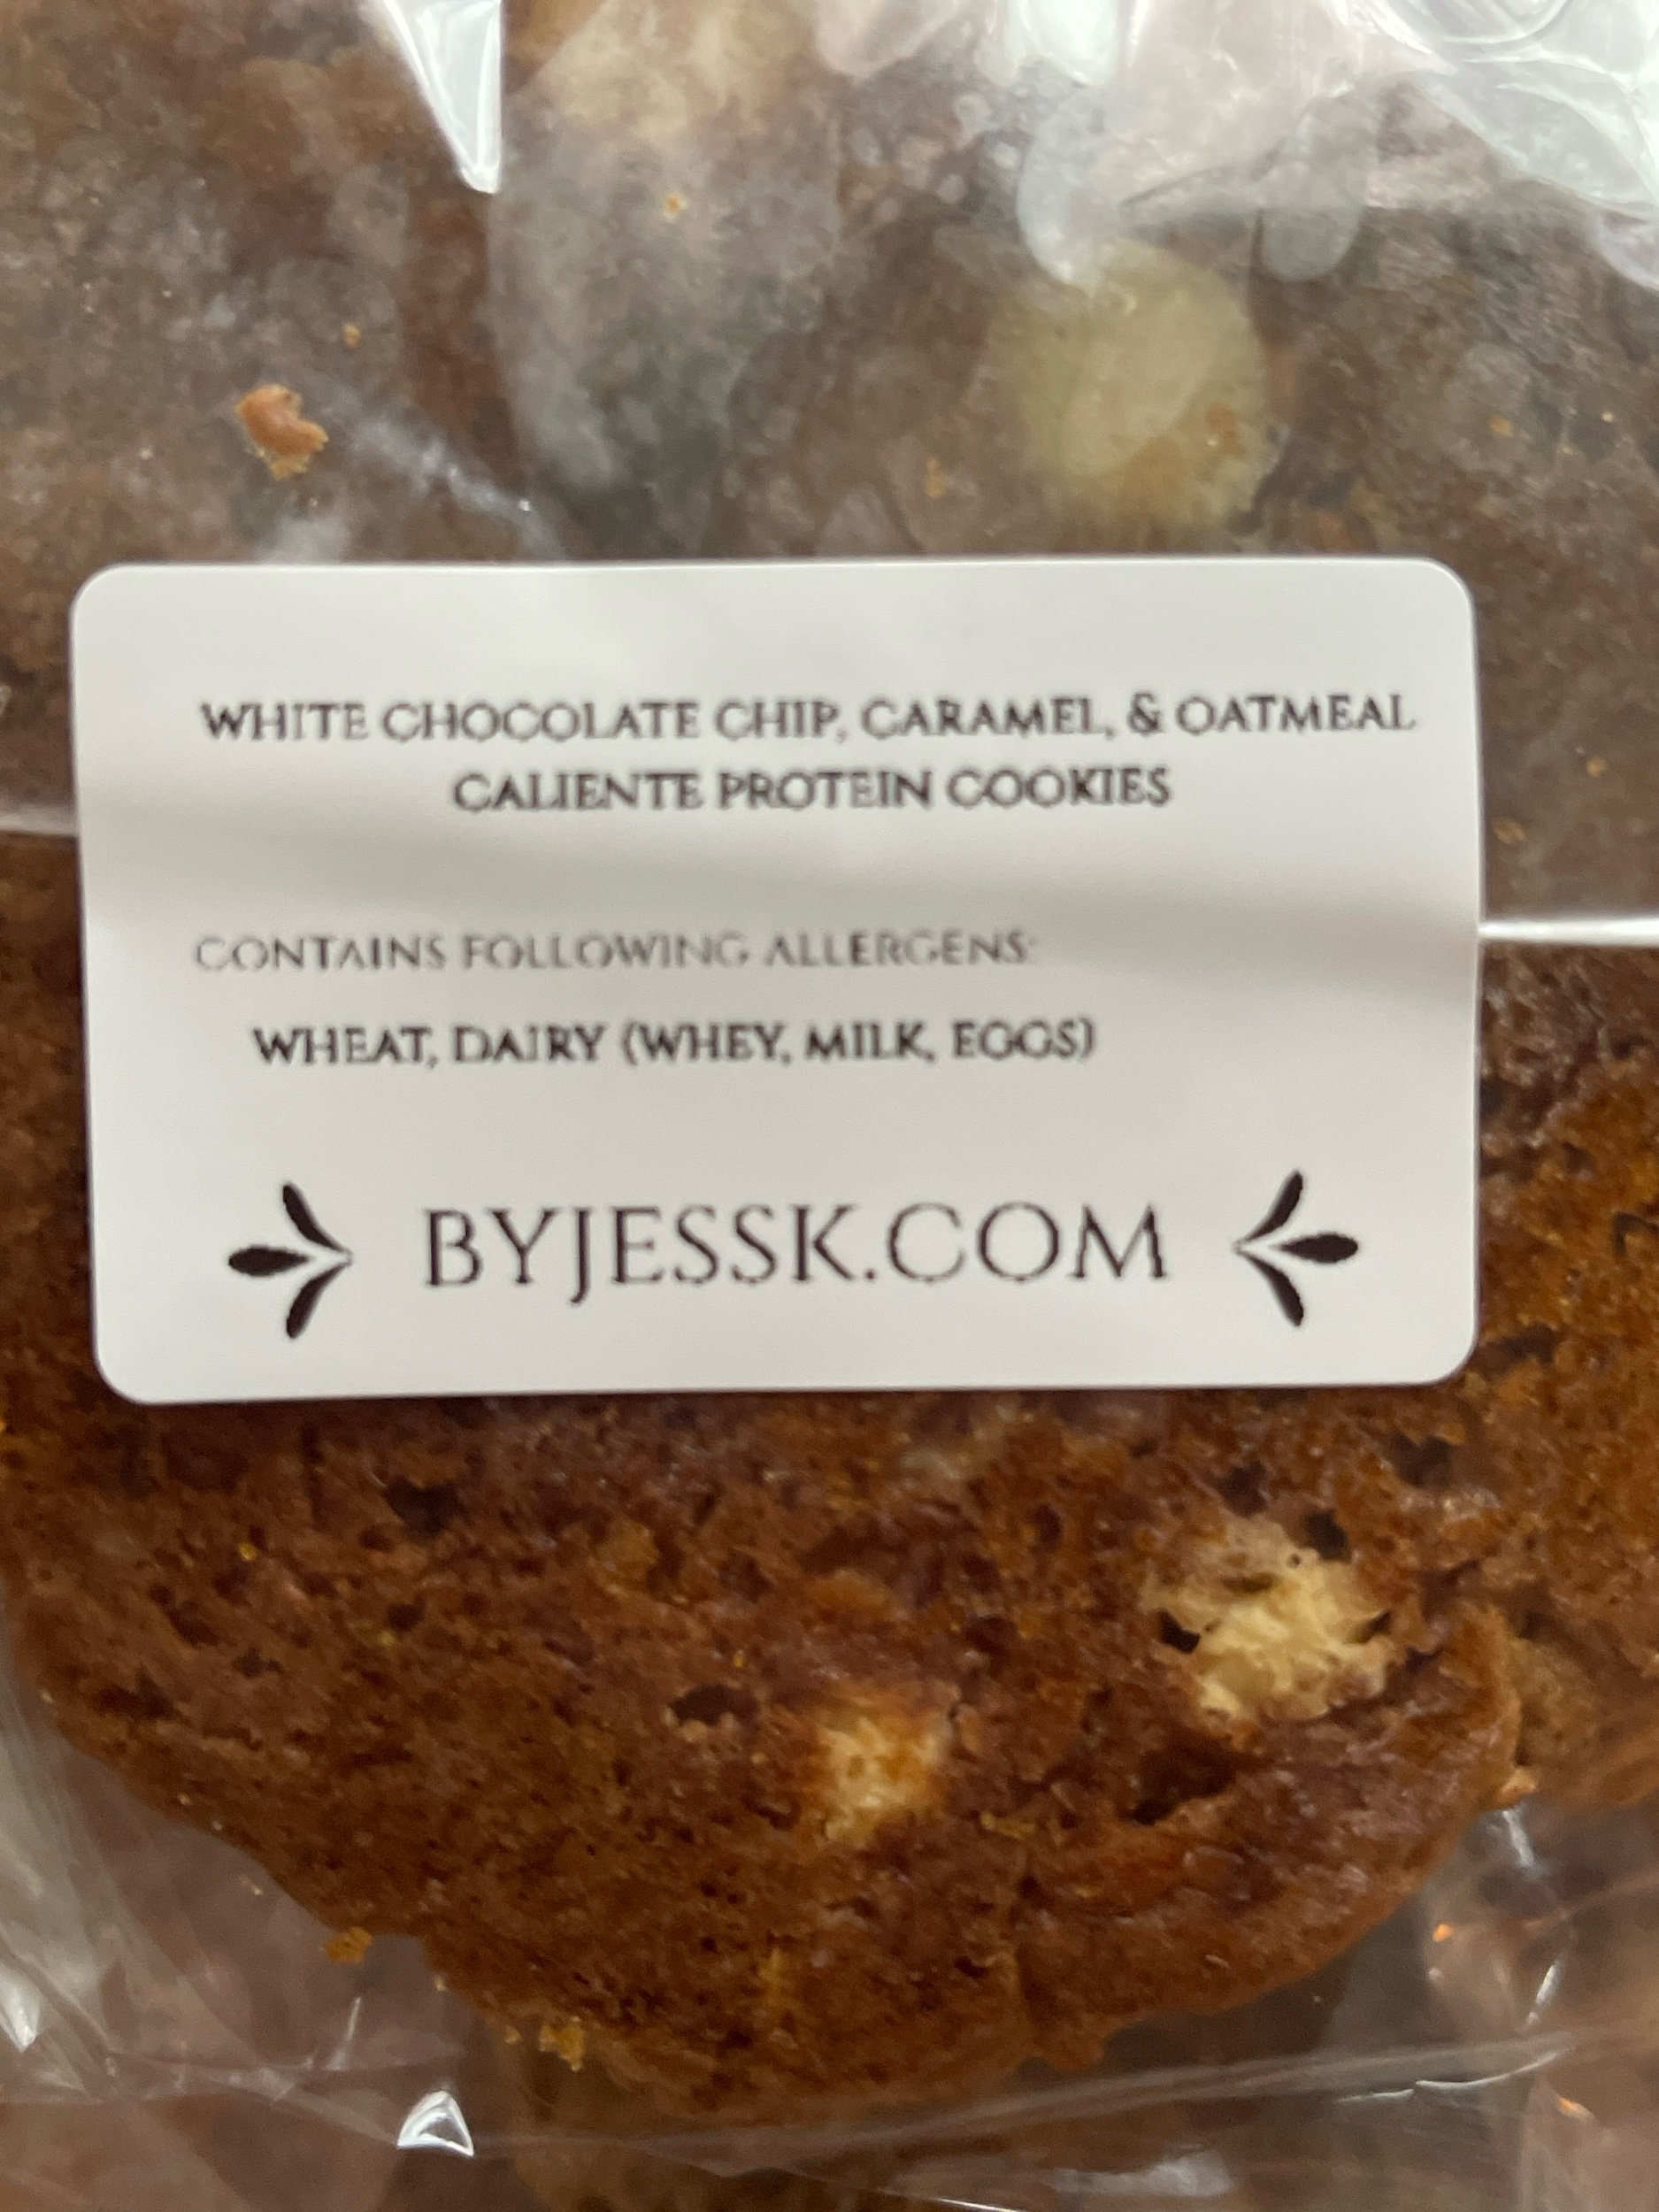 WHITE CHOCOLATE CHIP, CARAMEL, & OATMEAL
CALIENTE PROTEIN COOKIES
CONTAINS FOLLOWING ALLERGENS:
WHEAT, DAIRY (WHEY, MILK, EGGS)
BYJESSK.COM